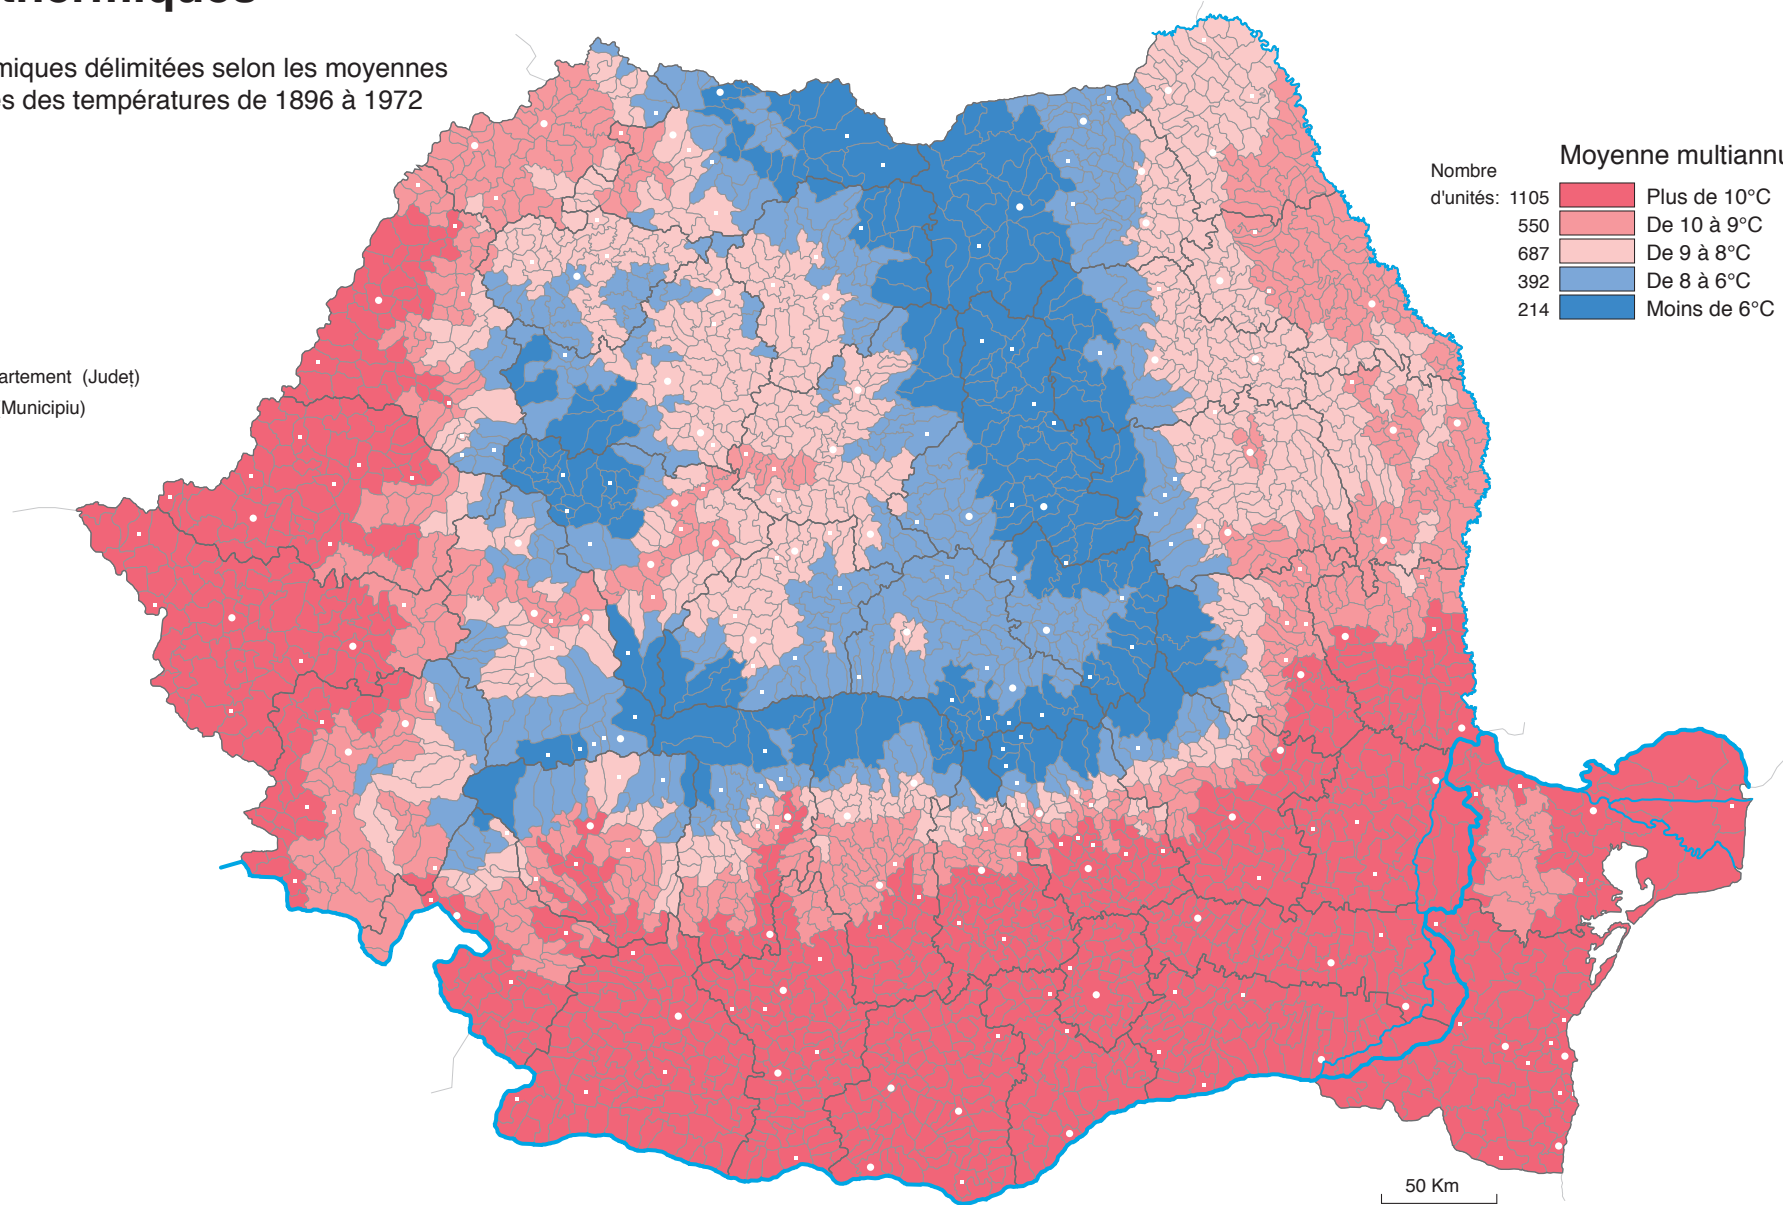 thermiques
miques délimitées selon les moyennes
es des températures de 1896 à 1972
artement (Județ)
(Municipiu)
Nombre
d'unités:
Moyenne multiannu
1105 Plus de 10°C
550 De 10 à 9°C
687 De 9 à 8°C
392 De 8 à 6°C
214 Moins de 6°C
50 Km